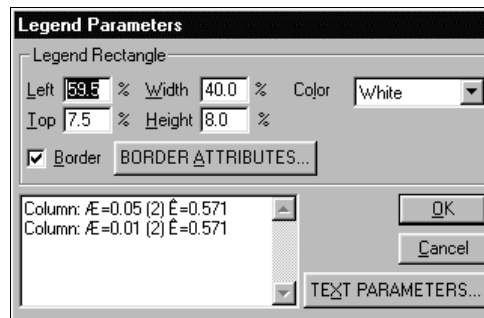 Legend Parameters
Legend Rectangle
Left 59.5 % Width 40.0 % Color White
Top 7.5 % Height 8.0 %
Border BORDER ATTRIBUTES...
Column: Æ=0.05 (2) Ê=0.571
Column: Æ=0.01 (2) Ê=0.571
OK
Cancel
TEXT PARAMETERS...